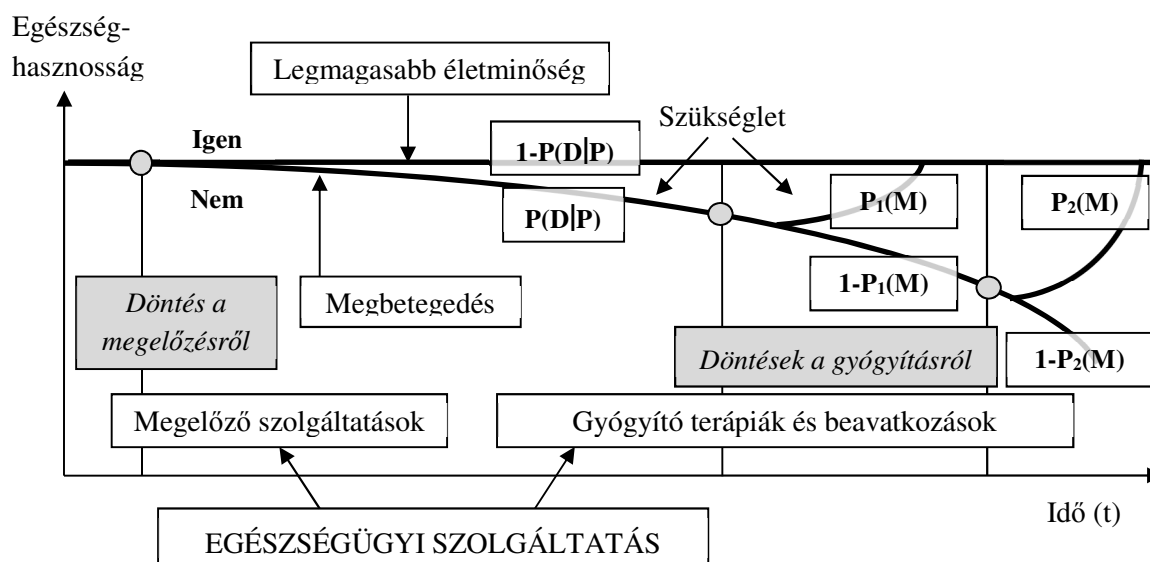 Egészség-
hasznosság
Legmagasabb életminőség
Szükséglet
Igen
1-P(D|P)
Nem
P(D|P)
P₁(M)
P₂(M)
Döntés a
megelőzésről
Megbetegedés
1-P₁(M)
Döntések a gyógyításról
1-P₂(M)
Megelőző szolgáltatások
Gyógyító terápiák és beavatkozások
Idő (t)
EGÉSZSÉGÜGYI SZOLGÁLTATÁS